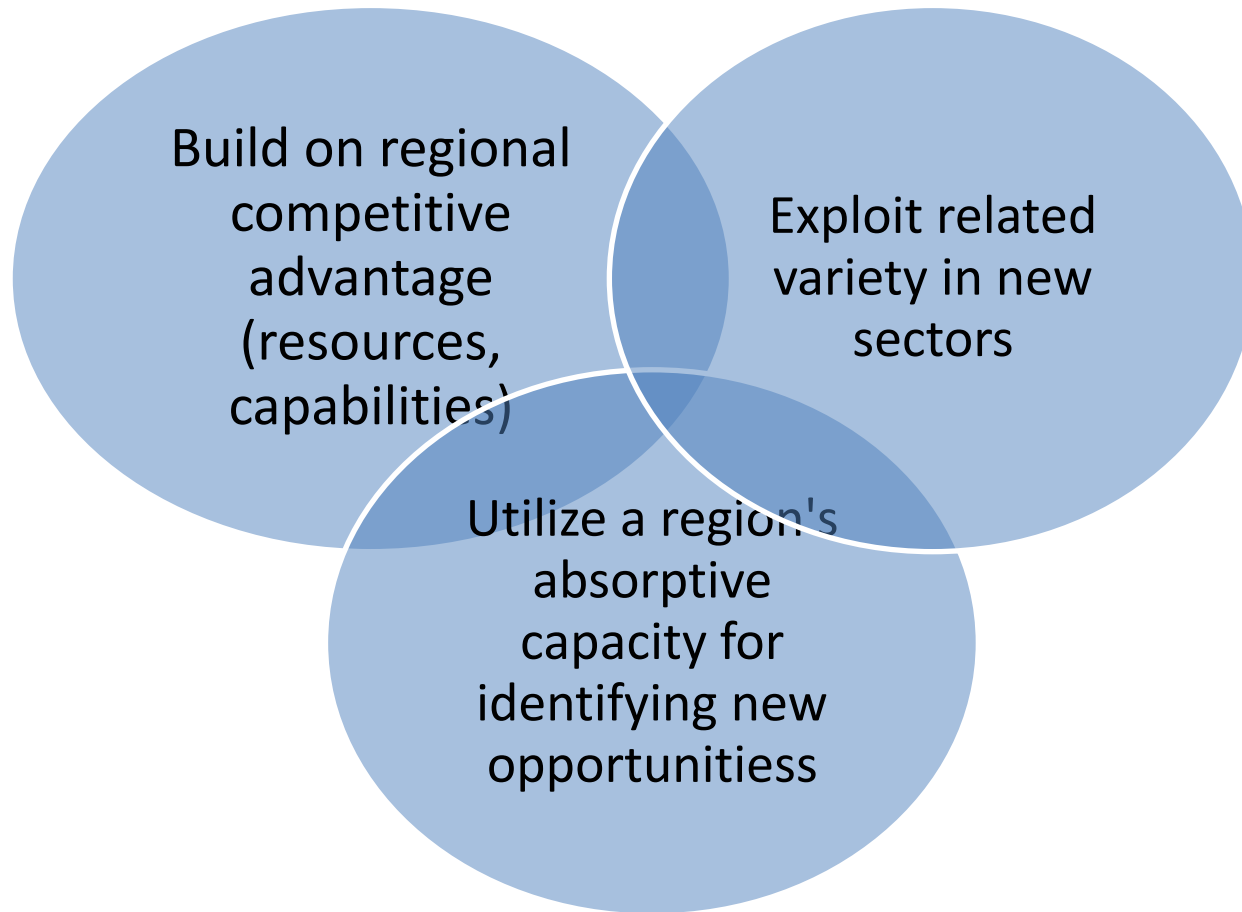 Build on regional
competitive
advantage
(resources,
capabilities)
Exploit related
variety in new
sectors
Utilize a region's
absorptive
capacity for
identifying new
opportunitiess